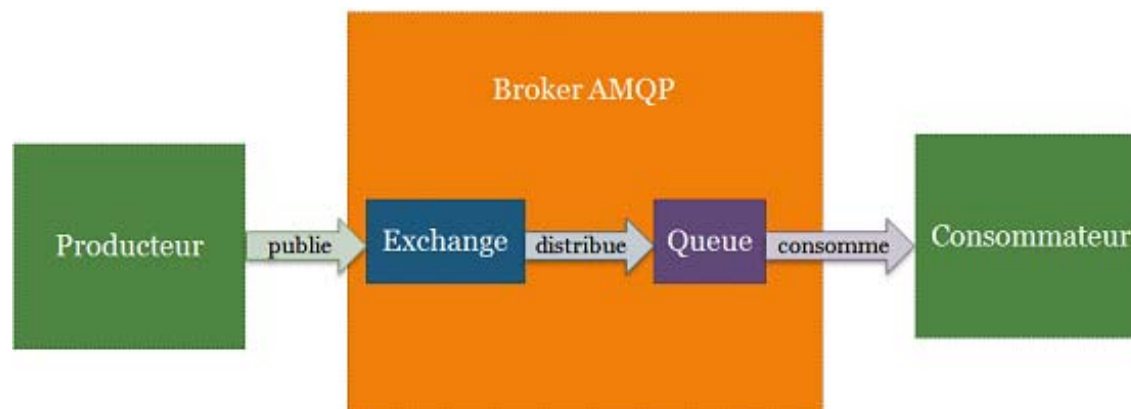 Broker AMQP
Producteur
publie
Exchange
distribue
Queue
consomme
Consommateur